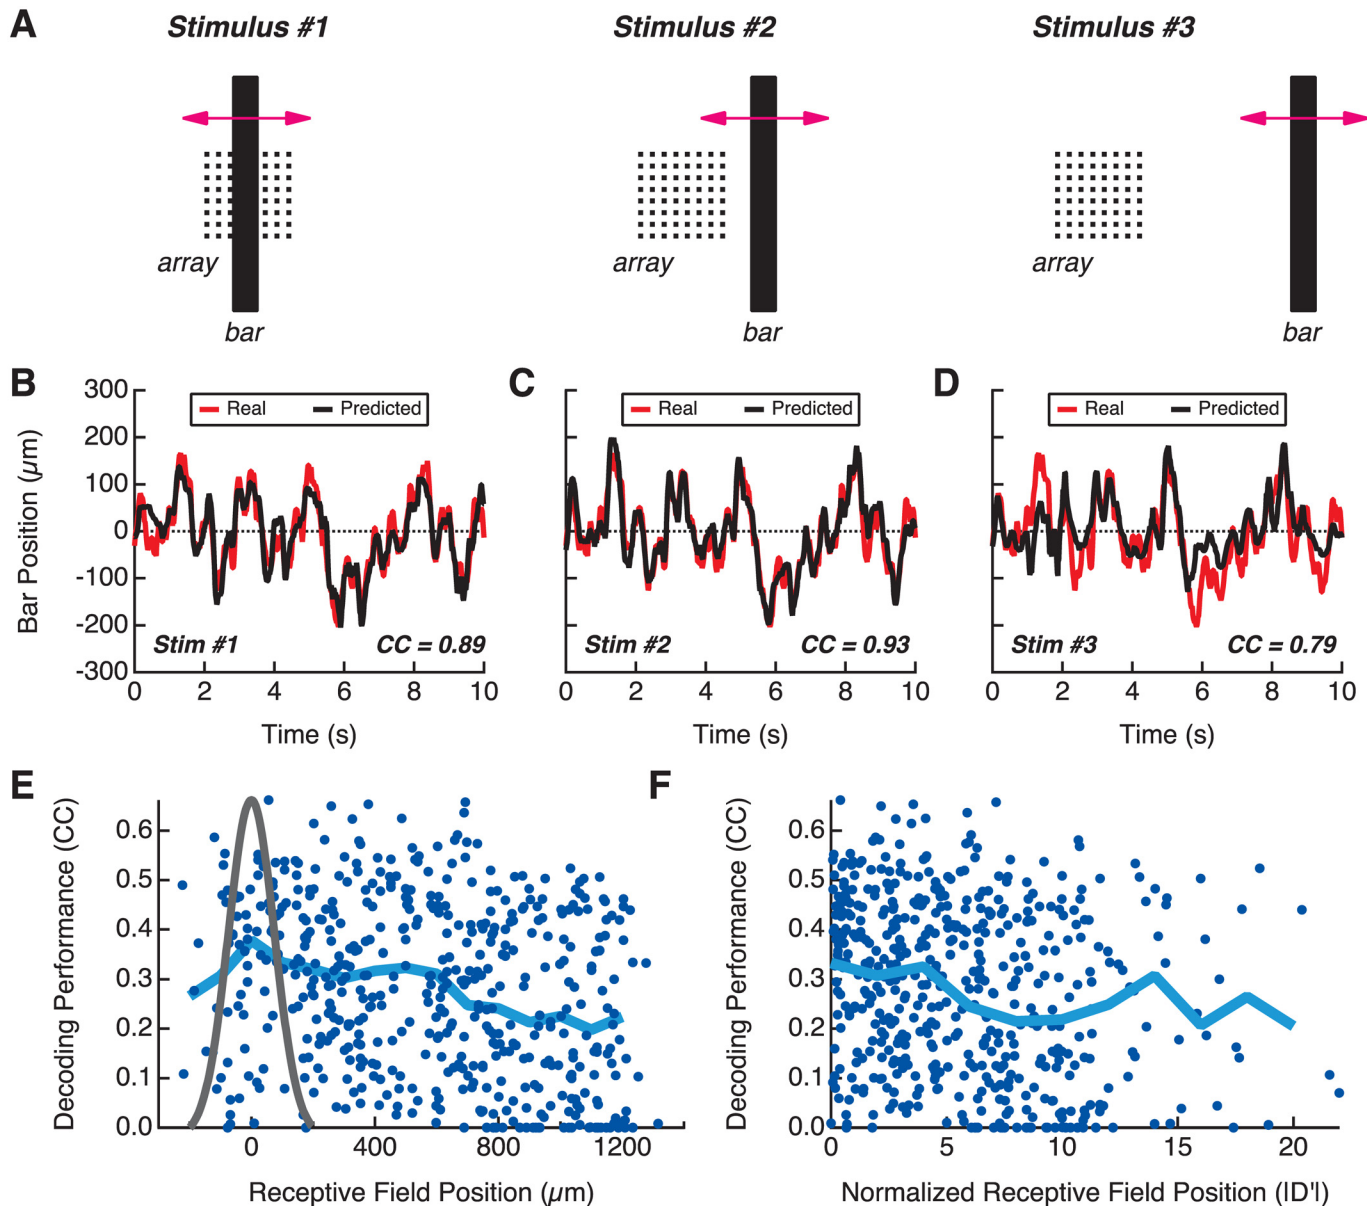 A
Stimulus #1
Stimulus #2
Stimulus #3
array
array
array
bar
bar
bar
B
C
D
300
200
100
0
-100
-200
-300
Bar Position (µm)
Real
Predicted
Real
Predicted
Real
Predicted
Stim #1
CC = 0.89
Stim #2
CC = 0.93
Stim #3
CC = 0.79
0 2 4 6 8 10
0 2 4 6 8 10
0 2 4 6 8 10
Time (s)
Time (s)
Time (s)
E
Decoding Performance (CC)
0.6
0.5
0.4
0.3
0.2
0.1
0.0
0 400 800 1200
Receptive Field Position (µm)
F
Decoding Performance (CC)
0.6
0.5
0.4
0.3
0.2
0.1
0.0
0 5 10 15 20
Normalized Receptive Field Position (|D'|)